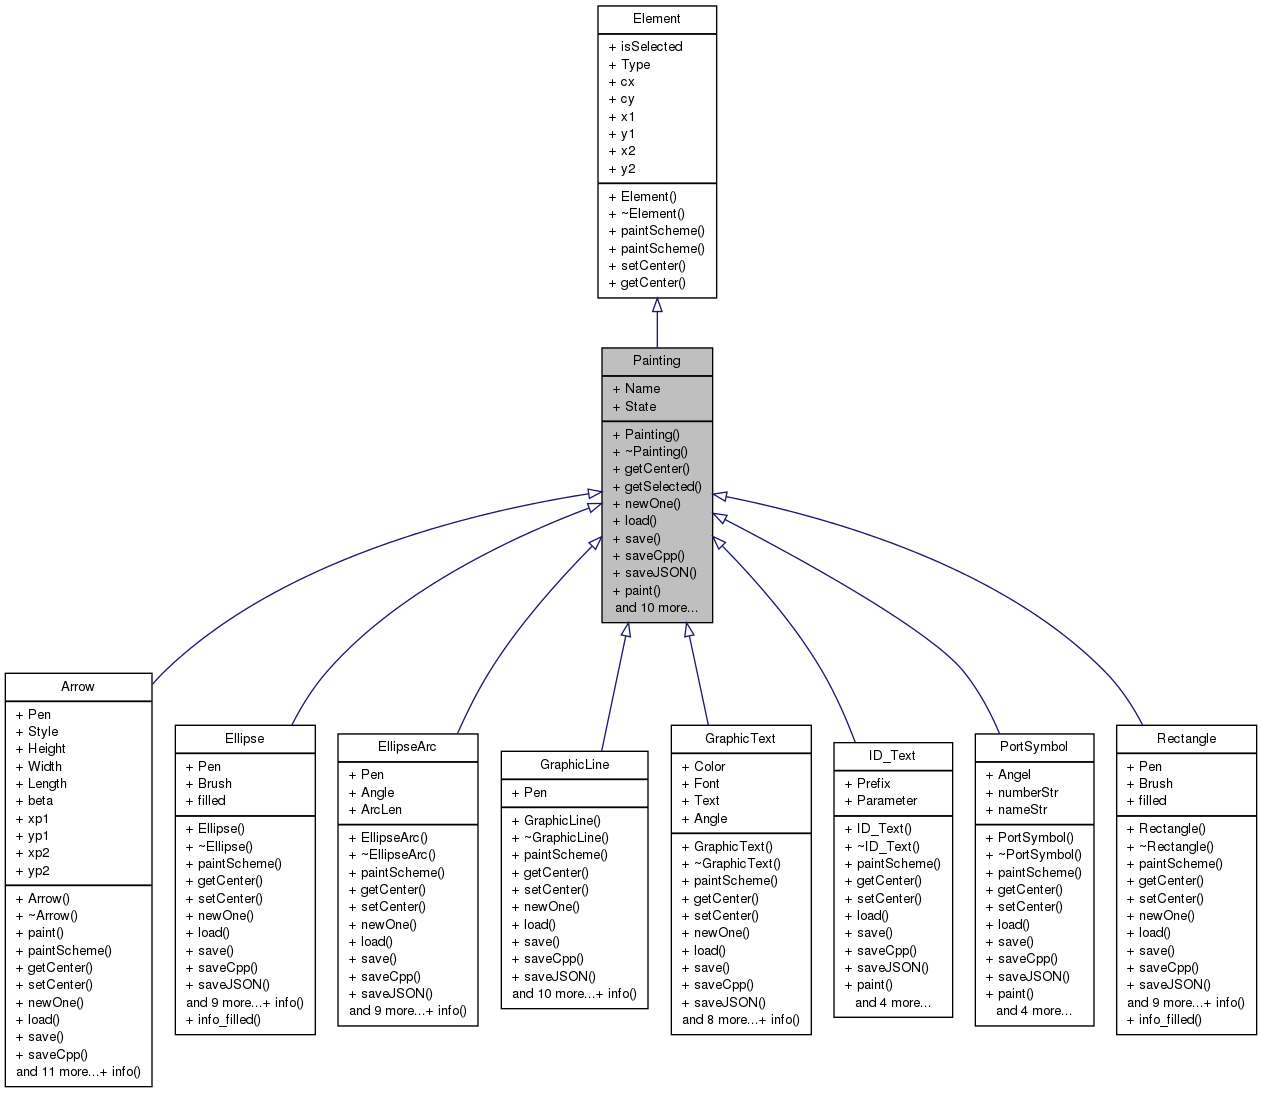 Element
+ isSelected
+ Type
+ cx
+ cy
+ x1
+ y1
+ x2
+ y2
+ Element()
+ ~Element()
+ paintScheme()
+ paintScheme()
+ setCenter()
+ getCenter()
Painting
+ Name
+ State
+ Painting()
+ ~Painting()
+ getCenter()
+ getSelected()
+ newOne()
+ load()
+ save()
+ saveCpp()
+ saveJSON()
+ paint()
and 10 more...
Arrow
+ Pen
+ Style
+ Height
+ Width
+ Length
+ beta
+ xp1
+ yp1
+ xp2
+ yp2
+ Arrow()
+ ~Arrow()
+ paint()
+ paintScheme()
+ getCenter()
+ setCenter()
+ newOne()
+ load()
+ save()
+ saveCpp()
and 11 more...+ info()
Ellipse
+ Pen
+ Brush
+ filled
+ Ellipse()
+ ~Ellipse()
+ paintScheme()
+ getCenter()
+ setCenter()
+ newOne()
+ load()
+ save()
+ saveCpp()
+ saveJSON()
and 9 more...+ info()
+ info_filled()
EllipseArc
+ Pen
+ Angle
+ ArcLen
+ EllipseArc()
+ ~EllipseArc()
+ paintScheme()
+ getCenter()
+ setCenter()
+ newOne()
+ load()
+ save()
+ saveCpp()
+ saveJSON()
and 9 more...+ info()
GraphicLine
+ Pen
+ GraphicLine()
+ ~GraphicLine()
+ paintScheme()
+ getCenter()
+ setCenter()
+ newOne()
+ load()
+ save()
+ saveCpp()
+ saveJSON()
and 10 more...+ info()
GraphicText
+ Color
+ Font
+ Text
+ Angle
+ GraphicText()
+ ~GraphicText()
+ paintScheme()
+ getCenter()
+ setCenter()
+ newOne()
+ load()
+ save()
+ saveCpp()
+ saveJSON()
and 8 more...+ info()
ID_Text
+ Prefix
+ Parameter
+ ID_Text()
+ ~ID_Text()
+ paintScheme()
+ getCenter()
+ setCenter()
+ load()
+ save()
+ saveCpp()
+ saveJSON()
+ paint()
and 4 more...
PortSymbol
+ Angel
+ numberStr
+ nameStr
+ PortSymbol()
+ ~PortSymbol()
+ paintScheme()
+ getCenter()
+ setCenter()
+ load()
+ save()
+ saveCpp()
+ saveJSON()
+ paint()
and 4 more...
Rectangle
+ Pen
+ Brush
+ filled
+ Rectangle()
+ ~Rectangle()
+ paintScheme()
+ getCenter()
+ setCenter()
+ newOne()
+ load()
+ save()
+ saveCpp()
+ saveJSON()
and 9 more...+ info()
+ info_filled()